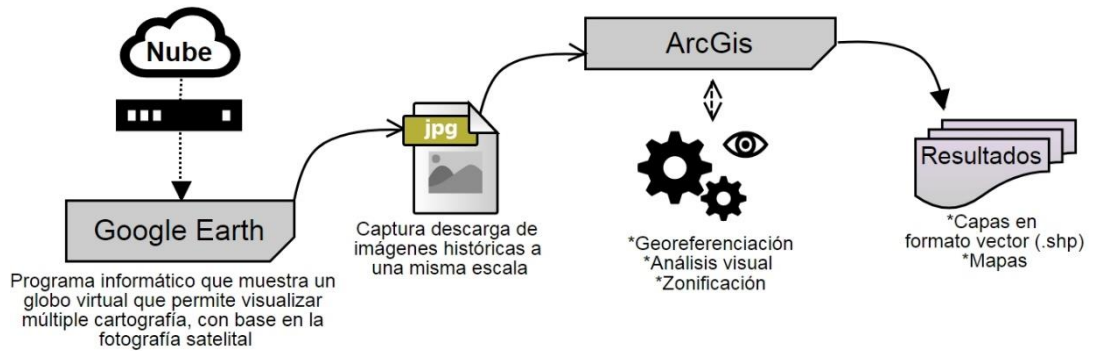 Nube
Google Earth
Programa informático que muestra un
globo virtual que permite visualizar
múltiple cartografía, con base en la
fotografía satelital
jpg
Captura descarga de
imágenes históricas a
una misma escala
ArcGis
*Georeferenciación
*Análisis visual
*Zonificación
Resultados
*Capas en
formato vector (.shp)
*Mapas